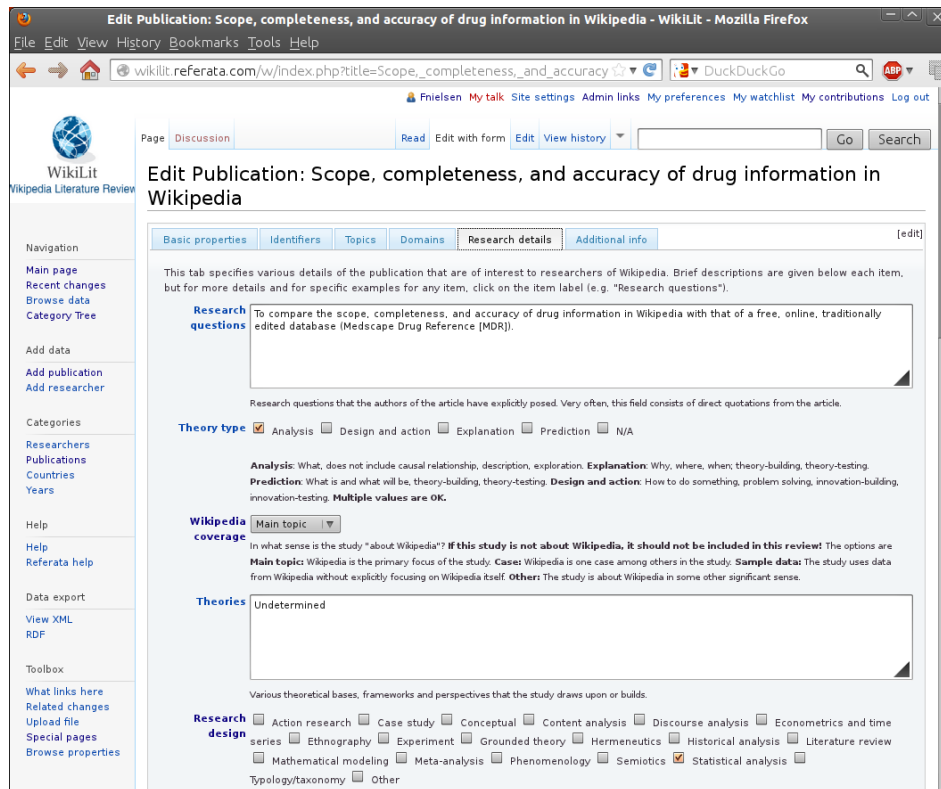 Edit Publication: Scope, completeness, and accuracy of drug information in Wikipedia - WikiLit - Mozilla Firefox
File Edit View History Bookmarks Tools Help
wikilit.referata.com/w/index.php?title=Scope,_completeness,_and_accuracy
DuckDuckGo
ABP
Fnielsen My talk Site settings Admin links My preferences My watchlist My contributions Log out
Page Discussion Read Edit with form Edit View history Go Search
WikiLit
Wikipedia Literature Review
Edit Publication: Scope, completeness, and accuracy of drug information in
Wikipedia
Basic properties Identifiers Topics Domains Research details Additional info [edit]
Navigation
Main page
Recent changes
Browse data
Category Tree
Add data
Add publication
Add researcher
Categories
Researchers
Publications
Countries
Years
Help
Help
Referata help
Data export
View XML
RDF
Toolbox
What links here
Related changes
Upload file
Special pages
Browse properties
This tab specifies various details of the publication that are of interest to researchers of Wikipedia. Brief descriptions are given below each item,
but for more details and for specific examples for any item, click on the item label (e.g. "Research questions").
Research questions
To compare the scope, completeness, and accuracy of drug information in Wikipedia with that of a free, online, traditionally
edited database (Medscape Drug Reference [MDR]).
Research questions that the authors of the article have explicitly posed. Very often, this field consists of direct quotations from the article.
Theory type Analysis Design and action Explanation Prediction N/A
Analysis: What, does not include causal relationship, description, exploration. Explanation: Why, where, when; theory-building, theory-testing.
Prediction: What is and what will be, theory-building, theory-testing. Design and action: How to do something, problem solving, innovation-building,
innovation-testing. Multiple values are OK.
Wikipedia coverage
Main topic
In what sense is the study "about Wikipedia"? If this study is not about Wikipedia, it should not be included in this review! The options are
Main topic: Wikipedia is the primary focus of the study. Case: Wikipedia is one case among others in the study. Sample data: The study uses data
from Wikipedia without explicitly focusing on Wikipedia itself. Other: The study is about Wikipedia in some other significant sense.
Theories
Undetermined
Various theoretical bases, frameworks and perspectives that the study draws upon or builds.
Research design
Action research Case study Conceptual Content analysis Discourse analysis Econometrics and time
series Ethnography Experiment Grounded theory Hermeneutics Historical analysis Literature review
Mathematical modeling Meta-analysis Phenomenology Semiotics Statistical analysis
Typology/taxonomy Other